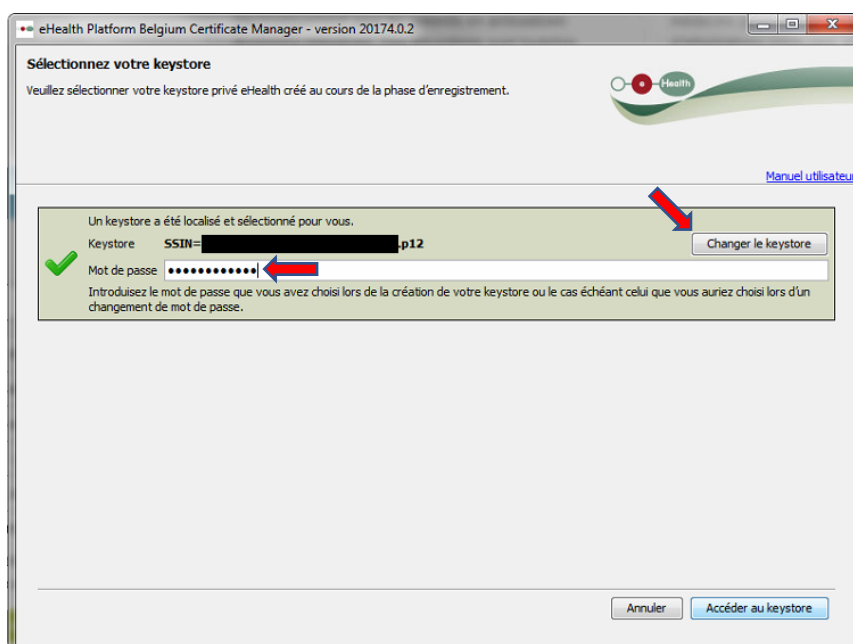 eHealth Platform Belgium Certificate Manager - version 20174.0.2
Sélectionnez votre keystore
Veuillez sélectionner votre keystore privé eHealth créé au cours de la phase d'enregistrement.
Health
Manuel utilisateur
Un keystore a été localisé et sélectionné pour vous.
Keystore SSIN= .p12 Changer le keystore
Mot de passe ••••••••••••
Introduisez le mot de passe que vous avez choisi lors de la création de votre keystore ou le cas échéant celui que vous auriez choisi lors d'un
changement de mot de passe.
Annuler Accéder au keystore